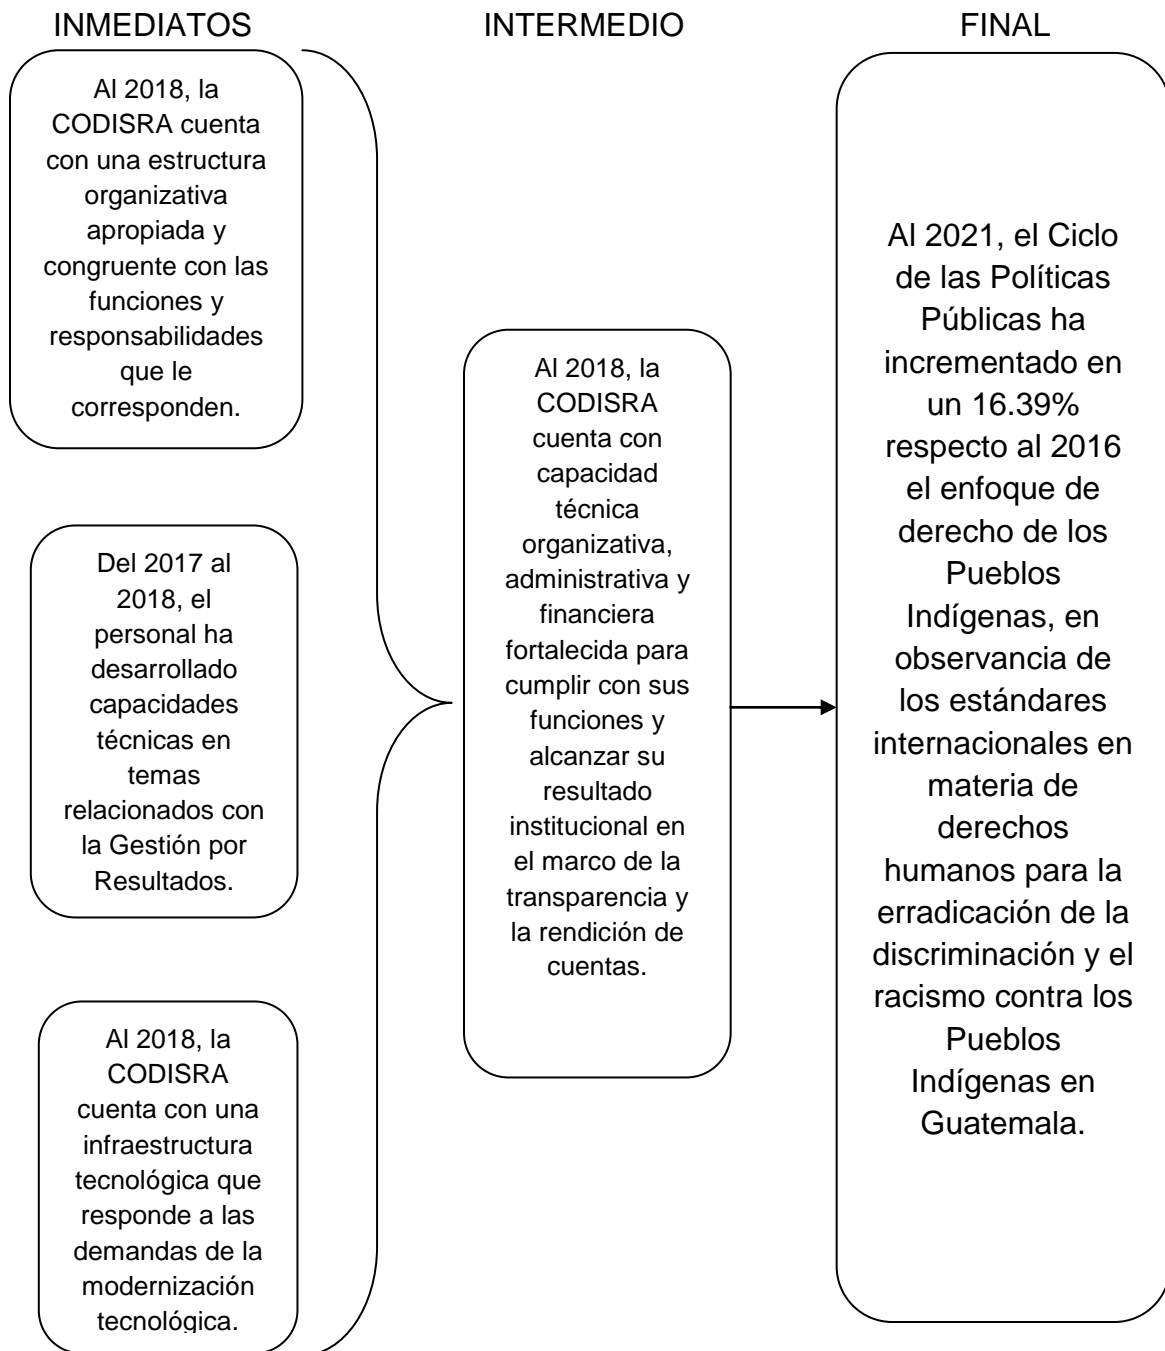 INMEDIATOS
Al 2018, la
CODISRA cuenta
con una estructura
organizativa
apropiada y
congruente con las
funciones y
responsabilidades
que le
corresponden.
Del 2017 al
2018, el
personal ha
desarrollado
capacidades
técnicas en
temas
relacionados con
la Gestión por
Resultados.
Al 2018, la
CODISRA
cuenta con una
infraestructura
tecnológica que
responde a las
demandas de la
modernización
tecnológica.
INTERMEDIO
Al 2018, la
CODISRA
cuenta con
capacidad
técnica
organizativa,
administrativa y
financiera
fortalecida para
cumplir con sus
funciones y
alcanzar su
resultado
institucional en
el marco de la
transparencia y
la rendición de
cuentas.
FINAL
Al 2021, el Ciclo
de las Políticas
Públicas ha
incrementado en
un 16.39%
respecto al 2016
el enfoque de
derecho de los
Pueblos
Indígenas, en
observancia de
los estándares
internacionales en
materia de
derechos
humanos para la
erradicación de la
discriminación y el
racismo contra los
Pueblos
Indígenas en
Guatemala.